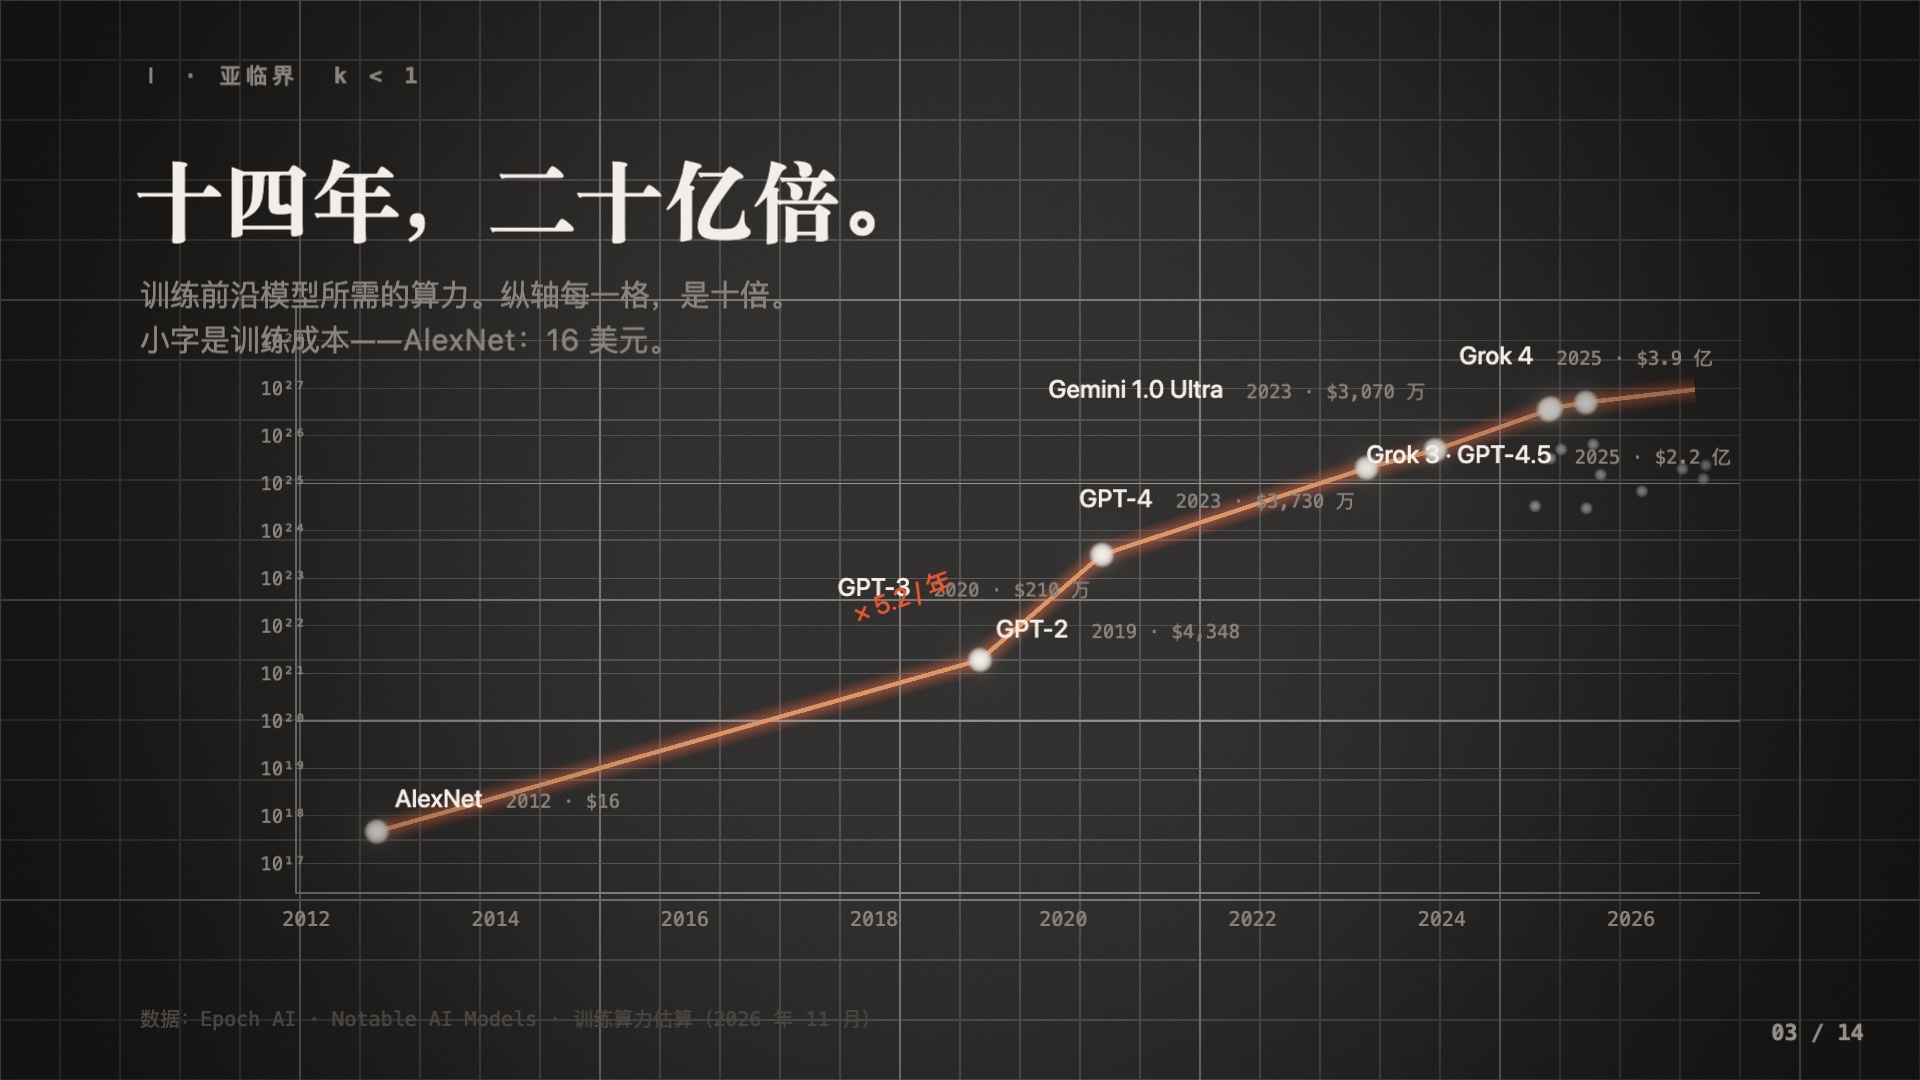 I · 亚临界 k < 1
十四年，二十亿倍。
训练前沿模型所需的算力。纵轴每一格，是十倍。
小字是训练成本——AlexNet：16 美元。
Grok 4 2025 · $3.9 亿
10²⁷
Gemini 1.0 Ultra 2023 · $3,070 万
10²⁶
Grok 3 · GPT-4.5 2025 · $2.2 亿
10²⁵
GPT-4 2023 · $3,730 万
10²⁴
10²³
GPT-3 2020 · $210 万
× 5.2 / 年
10²²
GPT-2 2019 · $4,348
10²¹
10²⁰
10¹⁹
AlexNet 2012 · $16
10¹⁸
10¹⁷
2012 2014 2016 2018 2020 2022 2024 2026
数据：Epoch AI · Notable AI Models · 训练算力估算（2026 年 11 月）
03 / 14